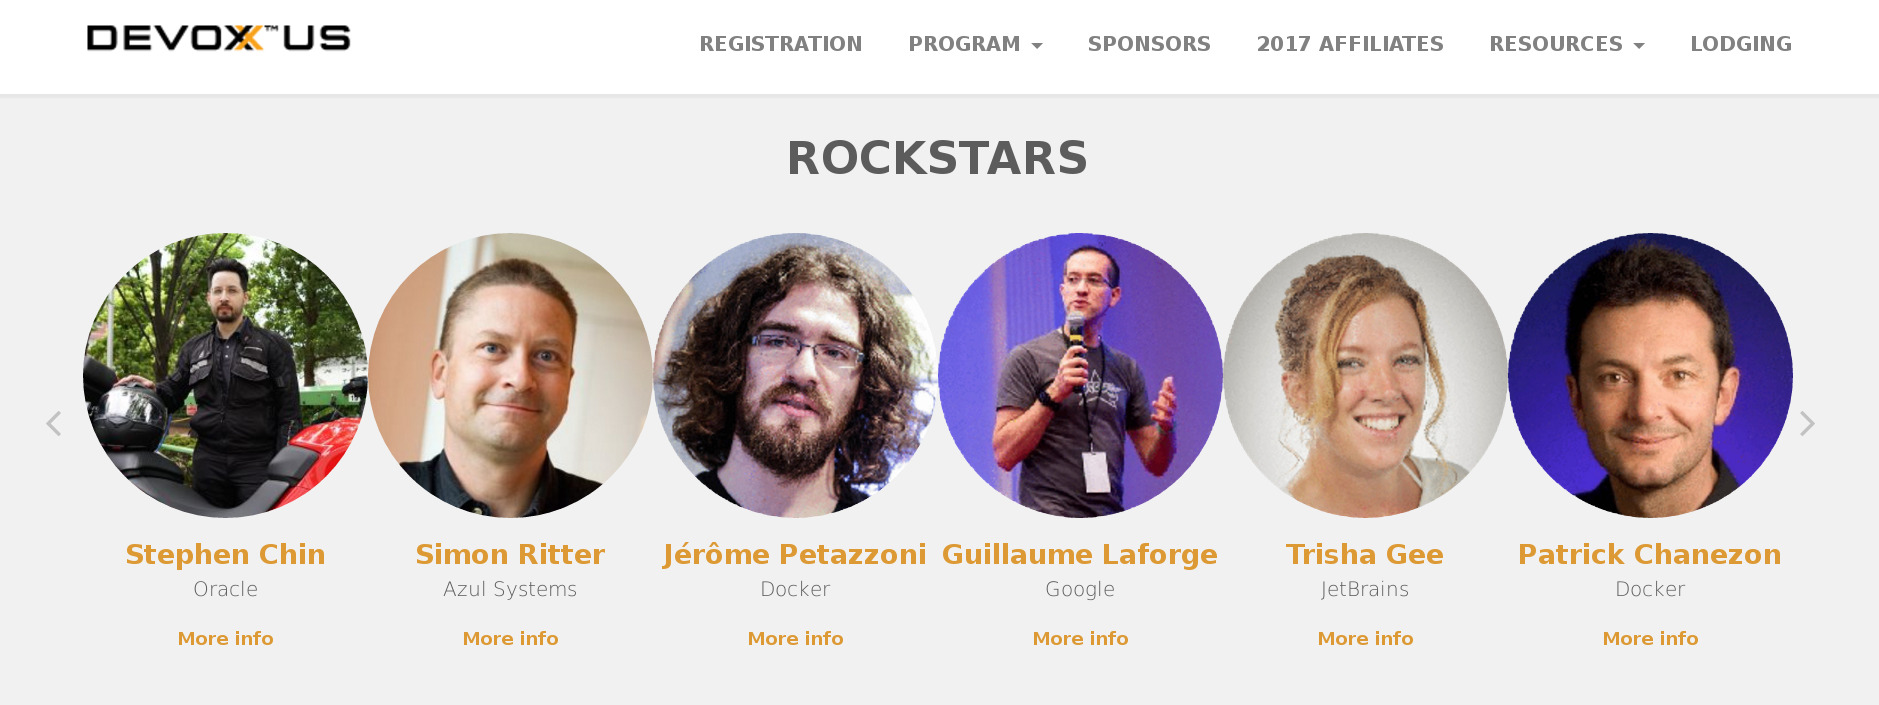 DEVOXX™US
REGISTRATION PROGRAM SPONSORS 2017 AFFILIATES RESOURCES LODGING
ROCKSTARS
Stephen Chin Simon Ritter Jérôme Petazzoni Guillaume Laforge Trisha Gee Patrick Chanezon
Oracle Azul Systems Docker Google JetBrains Docker
More info More info More info More info More info More info